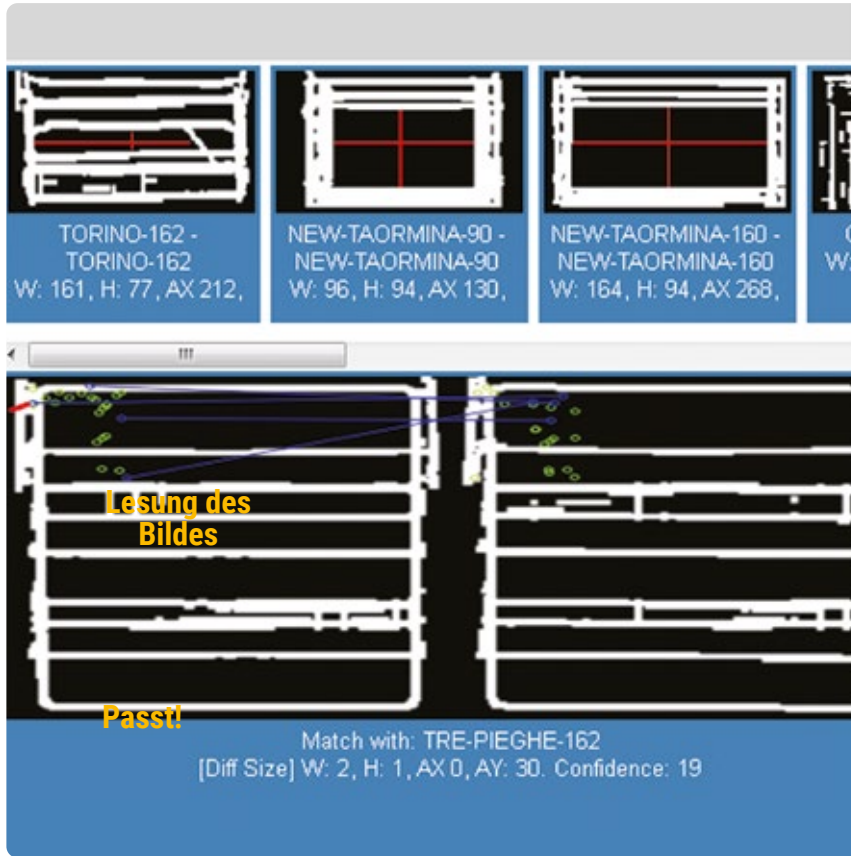 TORINO-162 -
TORINO-162
W: 161, H: 77, AX 212,
NEW-TAORMINA-90 -
NEW-TAORMINA-90
W: 96, H: 94, AX 130,
NEW-TAORMINA-160 -
NEW-TAORMINA-160
W: 164, H: 94, AX 268,
W:
Lesung des
Bildes
Passt!
Match with: TRE-PIEGHE-162
[Diff Size] W: 2, H: 1, AX 0, AY: 30. Confidence: 19